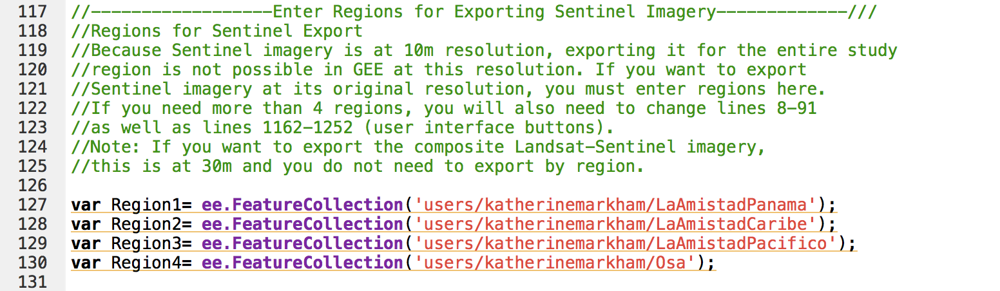 117 //------------------Enter Regions for Exporting Sentinel Imagery-------------///
118 //Regions for Sentinel Export
119 //Because Sentinel imagery is at 10m resolution, exporting it for the entire study
120 //region is not possible in GEE at this resolution. If you want to export
121 //Sentinel imagery at its original resolution, you must enter regions here.
122 //If you need more than 4 regions, you will also need to change lines 8-91
123 //as well as lines 1162-1252 (user interface buttons).
124 //Note: If you want to export the composite Landsat-Sentinel imagery,
125 //this is at 30m and you do not need to export by region.
126
127 var Region1= ee.FeatureCollection('users/katherinemarkham/LaAmistadPanama');
128 var Region2= ee.FeatureCollection('users/katherinemarkham/LaAmistadCaribe');
129 var Region3= ee.FeatureCollection('users/katherinemarkham/LaAmistadPacifico');
130 var Region4= ee.FeatureCollection('users/katherinemarkham/Osa');
131